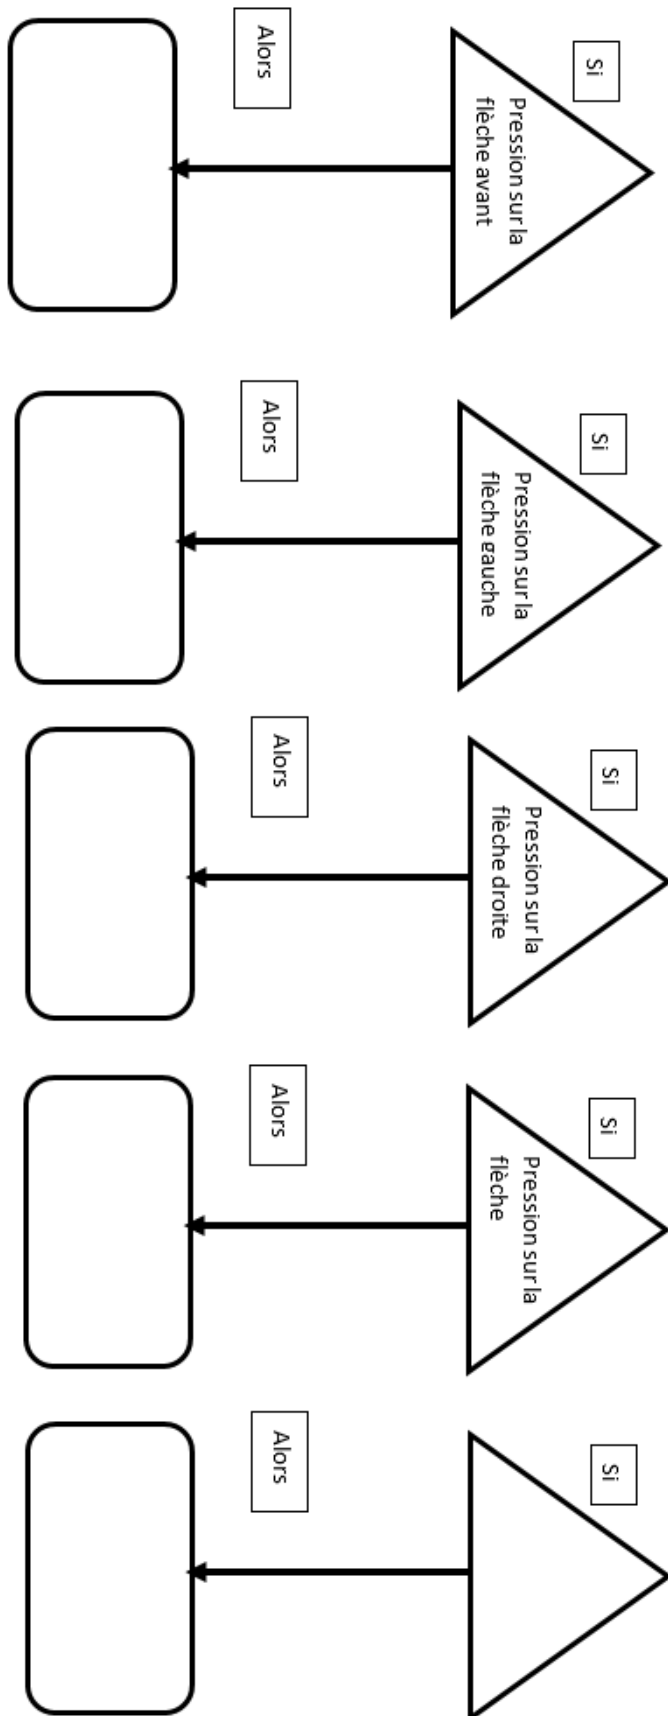 Si
Pression sur la
flèche avant
Alors
Si
Pression sur la
flèche gauche
Alors
Si
Pression sur la
flèche droite
Alors
Si
Pression sur la
flèche
Alors
Si
Alors